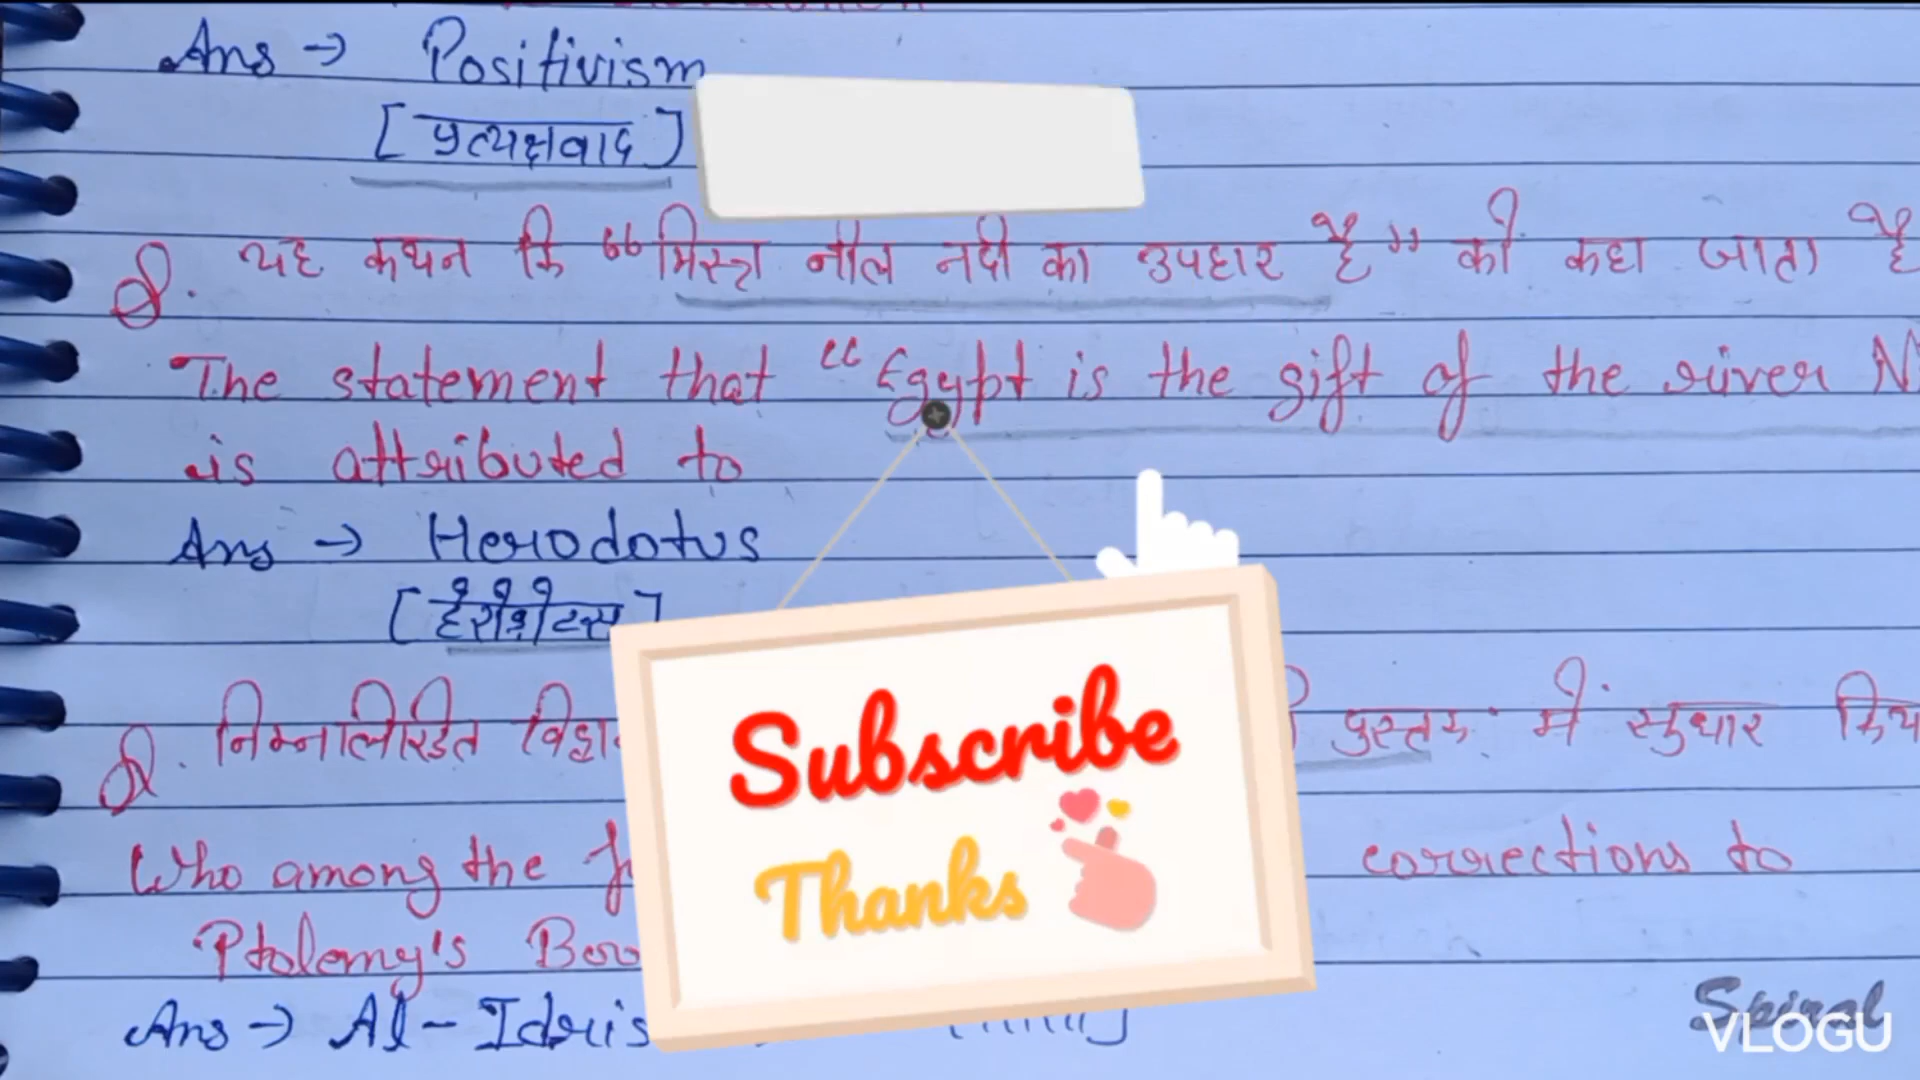 Ans → Positivism
[प्रत्यक्षवाद]
Q. यह कथन कि "मिस्त्र नील नदी का उपहार है" को कहा जाता है
The statement that "Egypt is the gift of the river
is attributed to
Ans → Herodotus
[हेरोडोटस]
Q. निम्नलिखित
पुस्तक में सुधार
Who among the
corrections to
Ptolemy's
Ans → Al-Idris
Subscribe
Thanks
Spiral
VLOGU